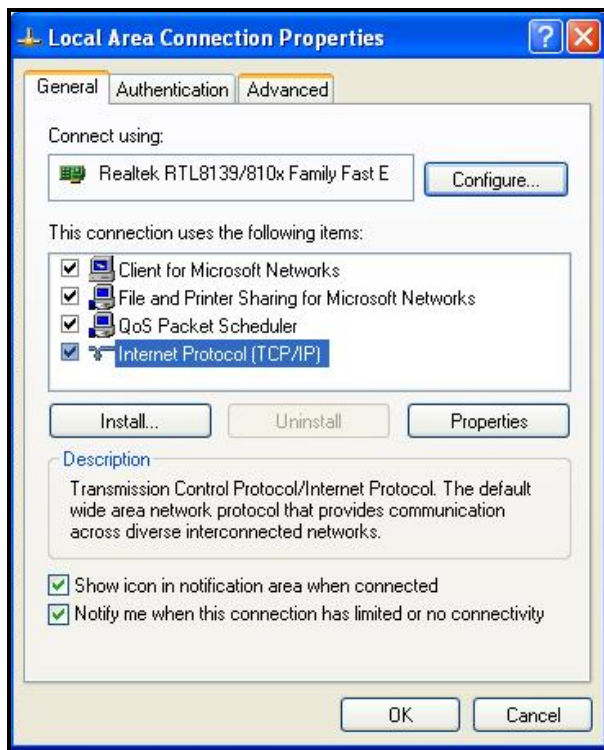 Local Area Connection Properties
General Authentication Advanced
Connect using:
Realtek RTL8139/810x Family Fast E
Configure...
This connection uses the following items:
Client for Microsoft Networks
File and Printer Sharing for Microsoft Networks
QoS Packet Scheduler
Internet Protocol (TCP/IP)
Install... Uninstall Properties
Description
Transmission Control Protocol/Internet Protocol. The default
wide area network protocol that provides communication
across diverse interconnected networks.
Show icon in notification area when connected
Notify me when this connection has limited or no connectivity
OK Cancel